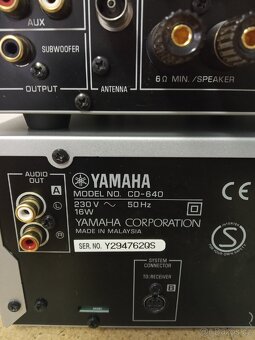 AUX
SUBWOOFER
OUTPUT
ANTENNA
6Ω MIN. /SPEAKER
AUDIO OUT
A
L
R
YAMAHA
MODEL NO. CD-640
230V ~ 50Hz
16W
YAMAHA CORPORATION
MADE IN MALAYSIA
SER. NO. Y294762QS
CE
S
SYSTEM CONNECTOR
TO RECEIVER
B